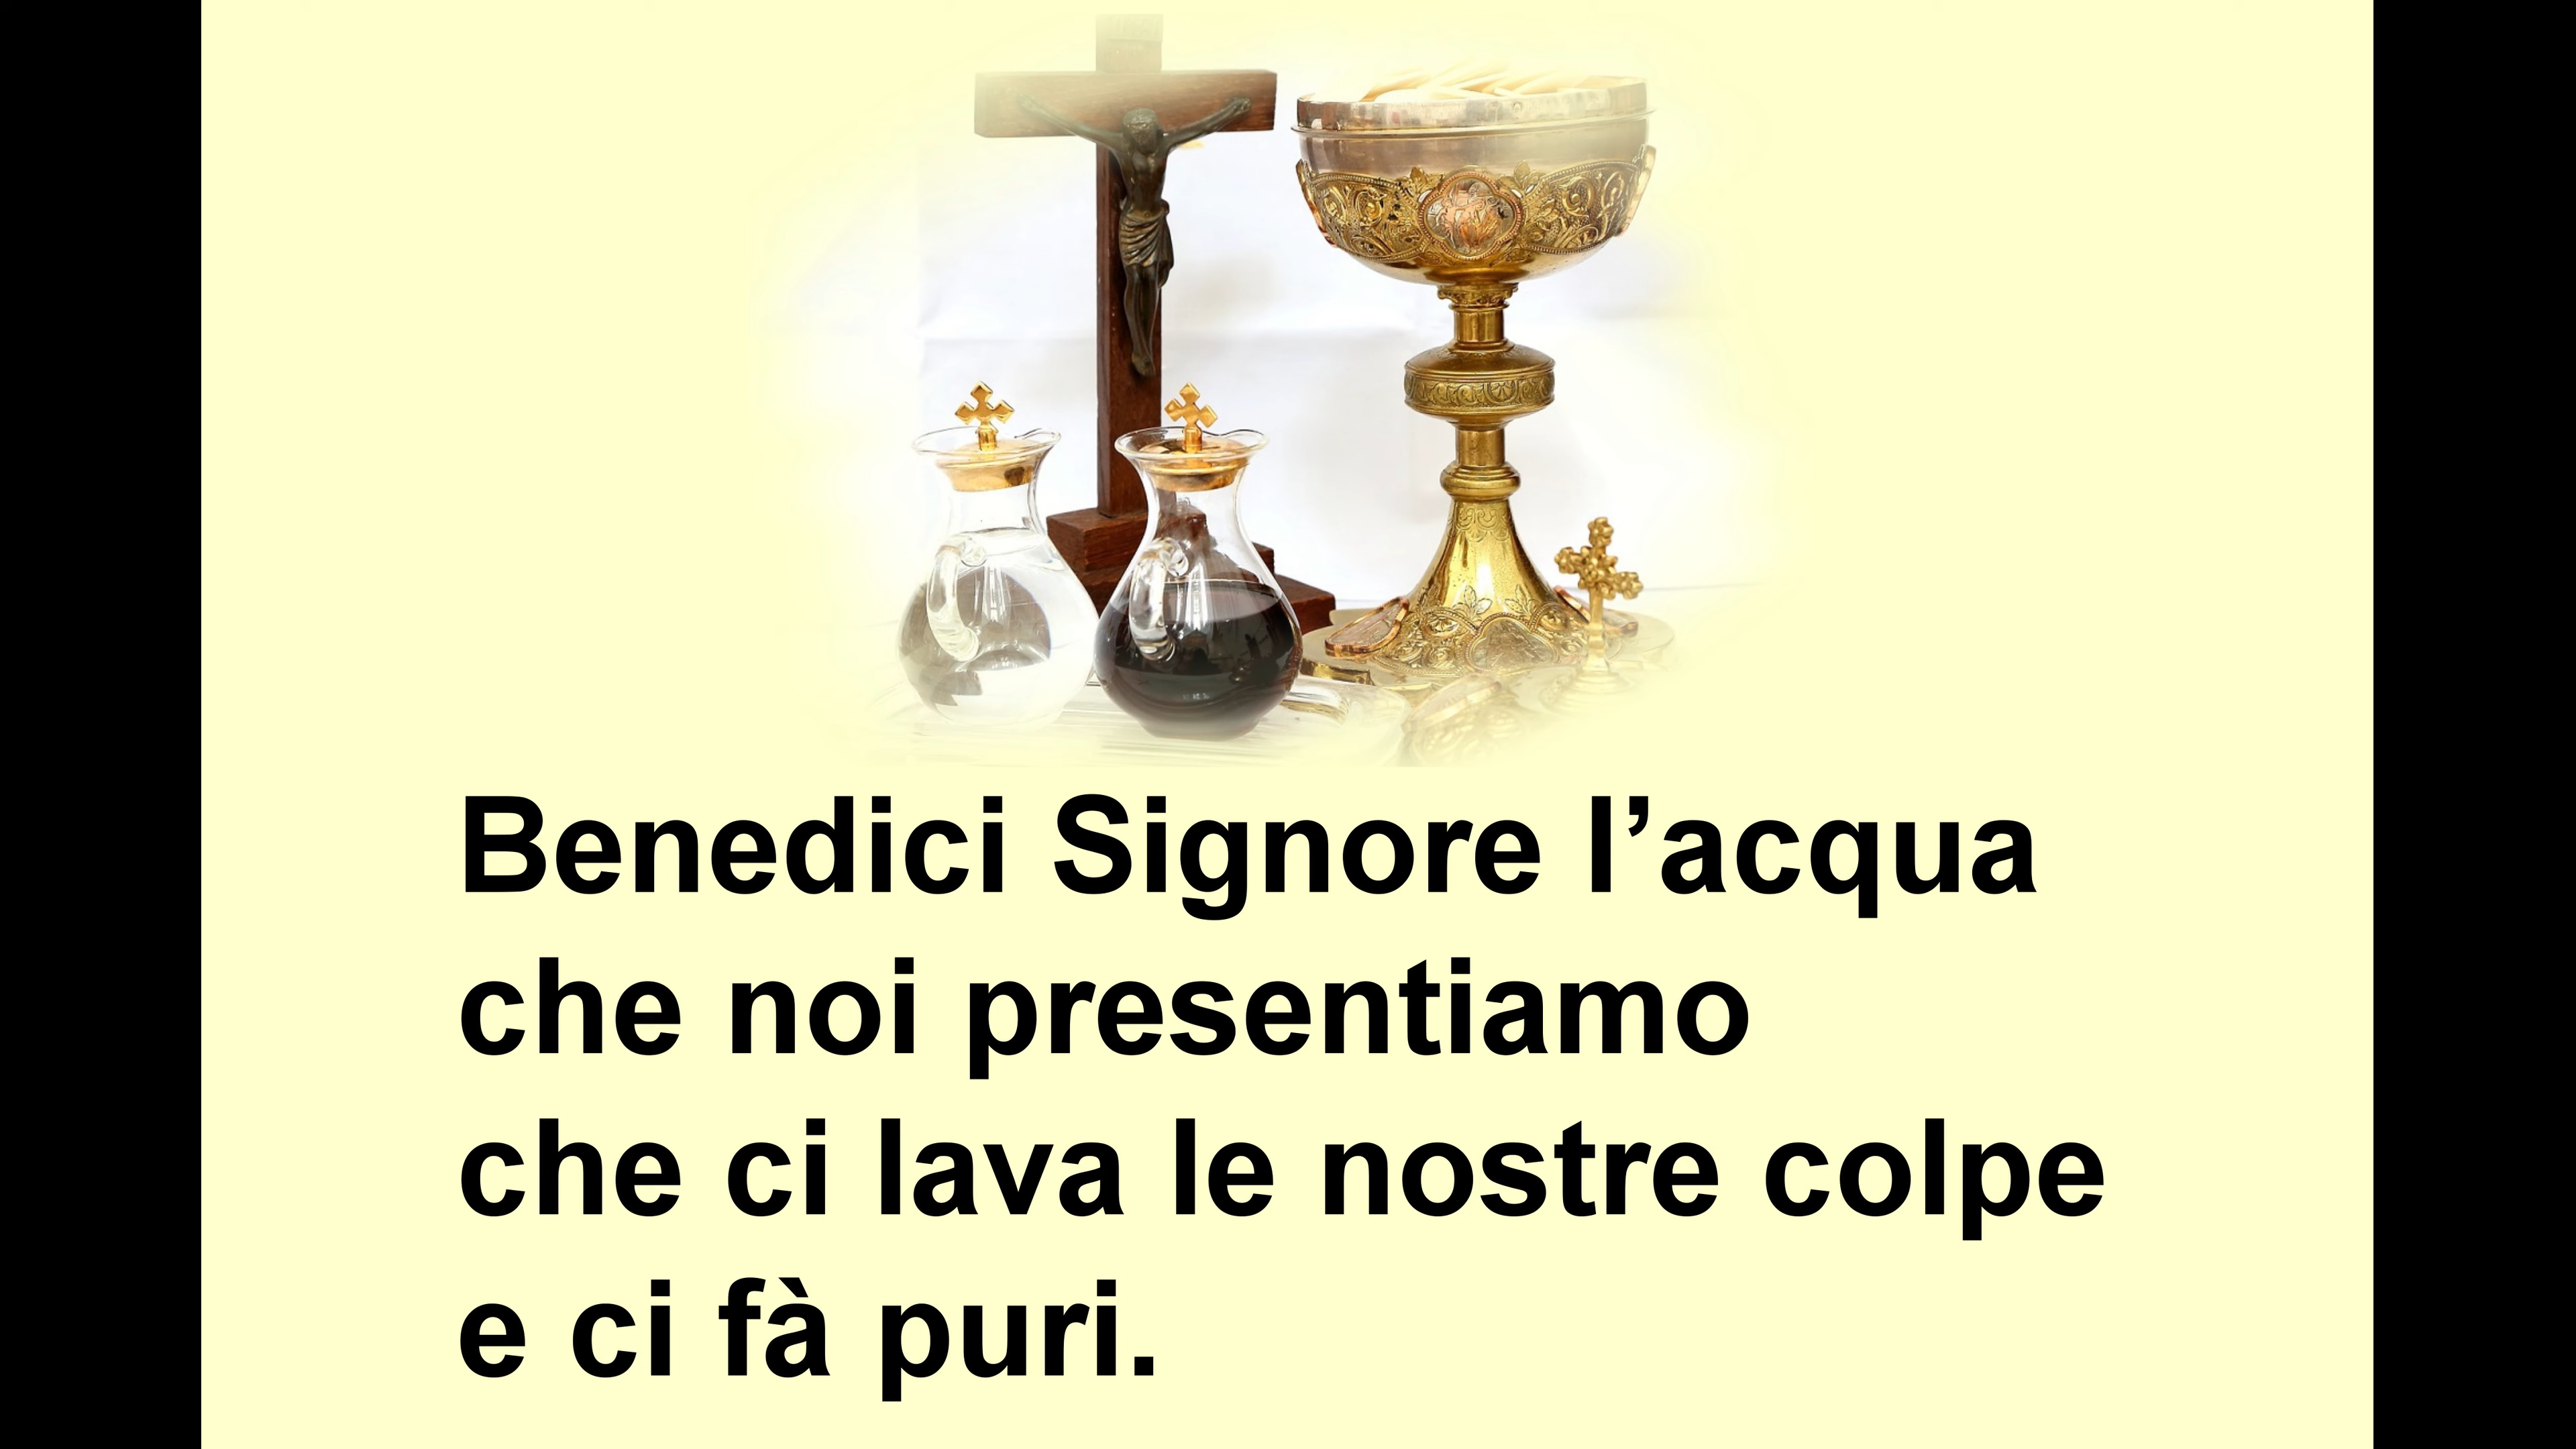 Benedici Signore l’acqua
che noi presentiamo
che ci lava le nostre colpe
e ci fà puri.